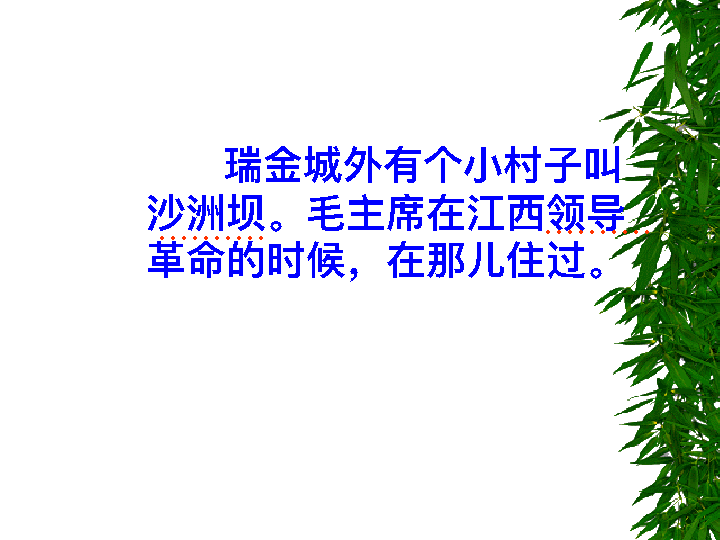 瑞金城外有个小村子叫
沙洲坝。毛主席在江西领导
革命的时候，在那儿住过。